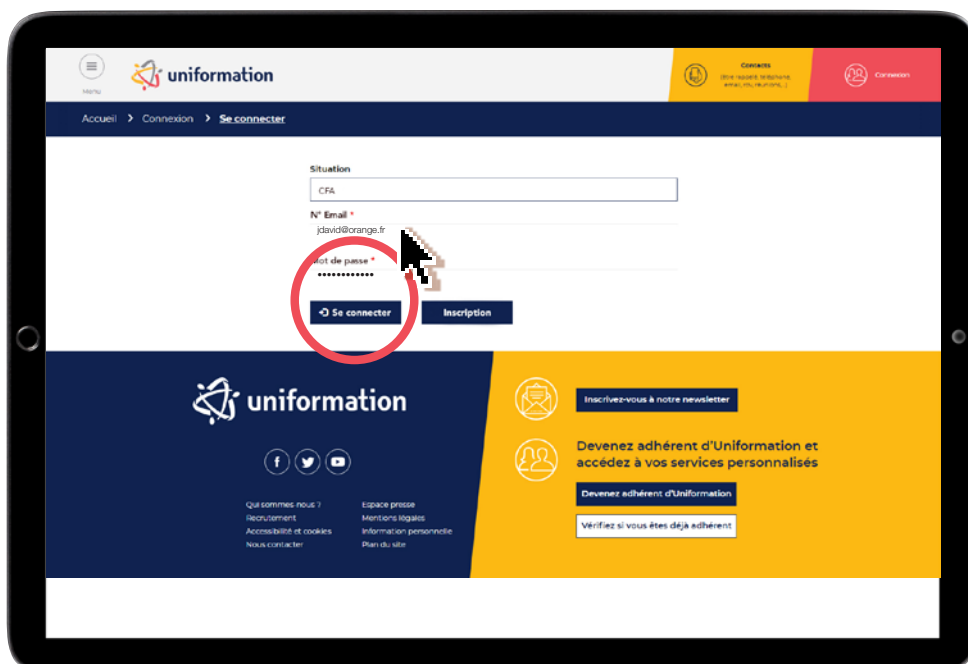 Menu
uniformation
Contacts
(être rappelé, téléphone,
email, rdv, réunions,...)
Connexion
Accueil > Connexion > Se connecter
Situation
CFA
N° Email *
jdavid@orange.fr
Mot de passe *
••••••••••••
Se connecter
Inscription
uniformation
Inscrivez-vous à notre newsletter
Devenez adhérent d'Uniformation et
accédez à vos services personnalisés
Devenez adhérent d'Uniformation
Vérifiez si vous êtes déjà adhérent
Qui sommes-nous ?
Recrutement
Accessibilité et cookies
Nous contacter
Espace presse
Mentions légales
Information personnelle
Plan du site